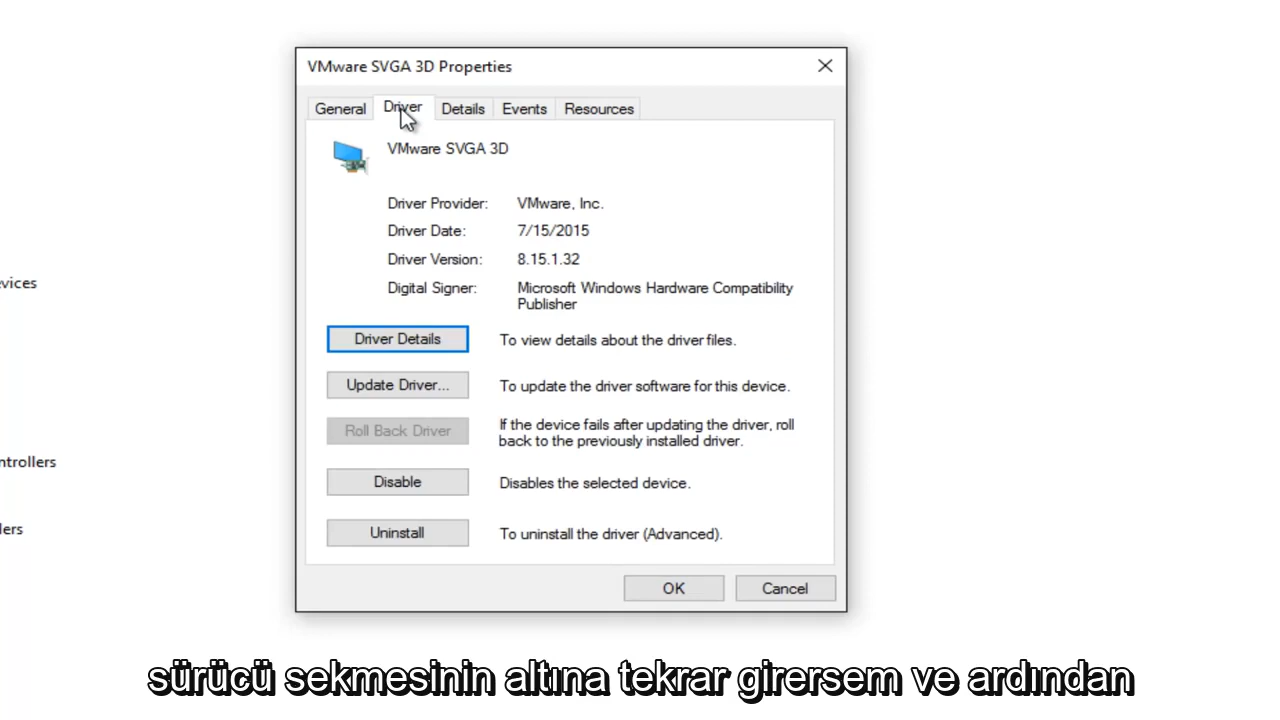 VMware SVGA 3D Properties
General Driver Details Events Resources
VMware SVGA 3D
Driver Provider: VMware, Inc.
Driver Date: 7/15/2015
Driver Version: 8.15.1.32
Digital Signer: Microsoft Windows Hardware Compatibility
Publisher
vices
Driver Details To view details about the driver files.
Update Driver... To update the driver software for this device.
Roll Back Driver If the device fails after updating the driver, roll
back to the previously installed driver.
ntrollers
Disable Disables the selected device.
lers
Uninstall To uninstall the driver (Advanced).
OK Cancel
sürücü sekmesinin altına tekrar girersem ve ardından